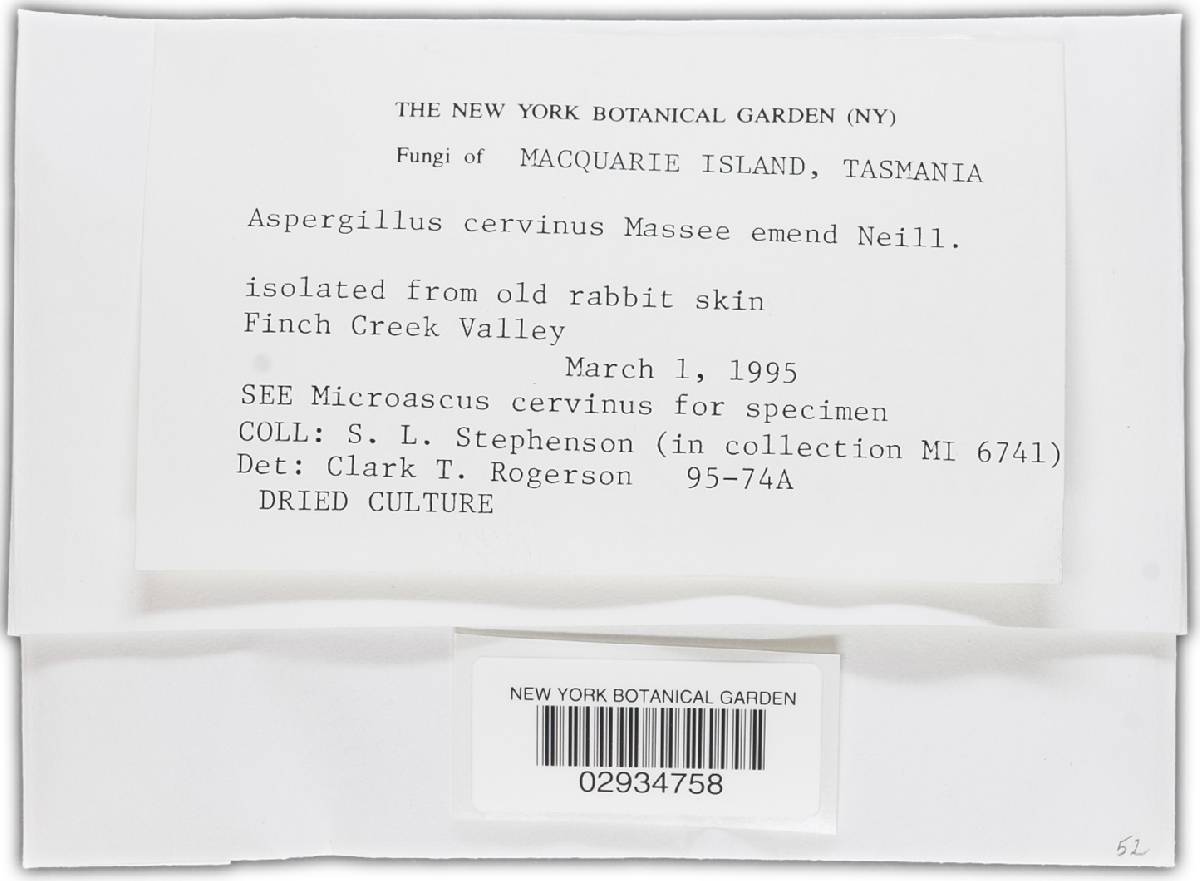 THE NEW YORK BOTANICAL GARDEN (NY)
Fungi of MACQUARIE ISLAND, TASMANIA
Aspergillus cervinus Massee emend Neill.
isolated from old rabbit skin
Finch Creek Valley
March 1, 1995
SEE Microascus cervinus for specimen
COLL: S. L. Stephenson (in collection MI 6741)
Det: Clark T. Rogerson 95-74A
DRIED CULTURE
NEW YORK BOTANICAL GARDEN
02934758
52